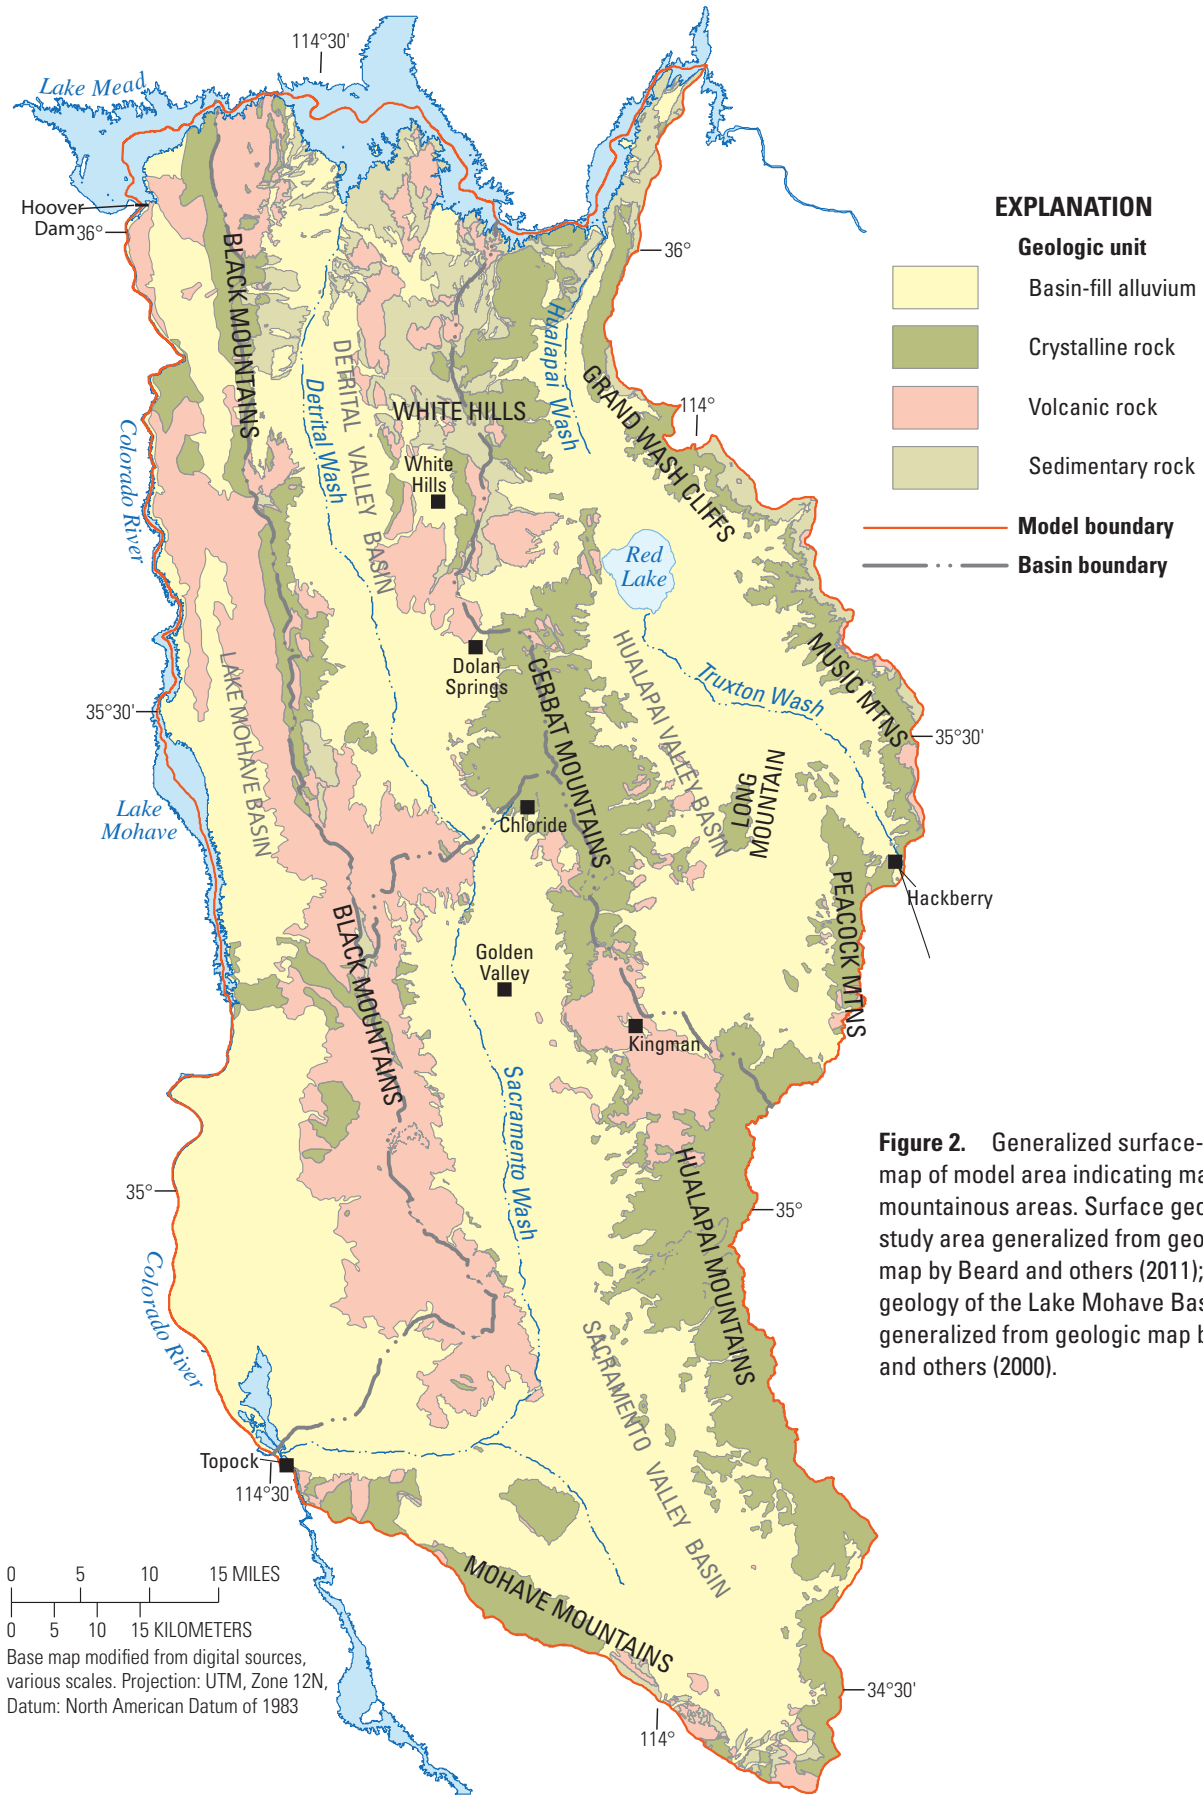 114°30'
Lake Mead
Hoover
Dam
36°
BLACK MOUNTAINS
Detrital Wash
DETRITAL VALLEY BASIN
WHITE HILLS
White
Hills
Hualapai Wash
36°
GRAND WASH CLIFFS
114°
Colorado River
Red
Lake
Dolan
Springs
CERBAT MOUNTAINS
HUALAPAI VALLEY BASIN
Truxton Wash
MUSIC MTNS
35°30'
35°30'
LAKE MOHAVE BASIN
Lake
Mohave
Chloride
LONG
MOUNTAIN
PEACOCK MTNS
Hackberry
BLACK MOUNTAINS
Golden
Valley
Kingman
Sacramento Wash
HUALAPAI MOUNTAINS
35°
35°
Colorado River
SACRAMENTO VALLEY BASIN
Topock
114°30'
MOHAVE MOUNTAINS
34°30'
114°
EXPLANATION
Geologic unit
Basin-fill alluvium
Crystalline rock
Volcanic rock
Sedimentary rock
Model boundary
Basin boundary
Figure 2. Generalized surface-
map of model area indicating ma
mountainous areas. Surface geo
study area generalized from geo
map by Beard and others (2011);
geology of the Lake Mohave Bas
generalized from geologic map b
and others (2000).
0 5 10 15 MILES
0 5 10 15 KILOMETERS
Base map modified from digital sources,
various scales. Projection: UTM, Zone 12N,
Datum: North American Datum of 1983